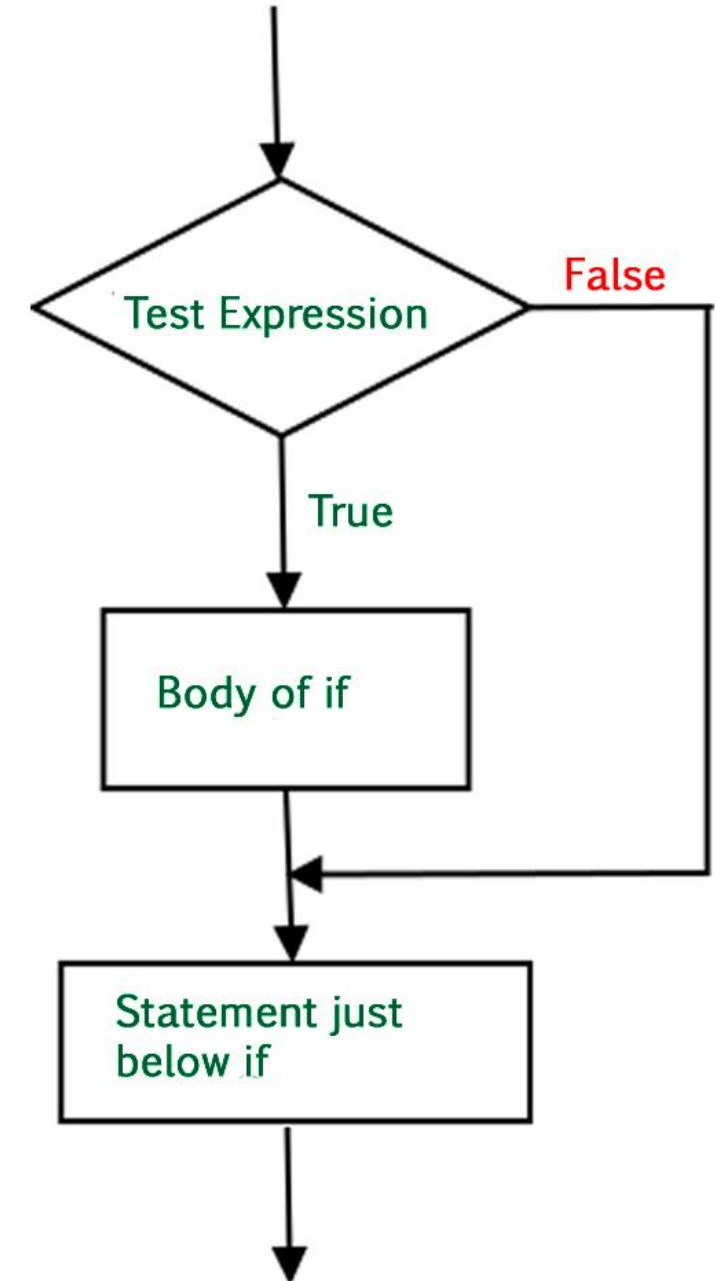 False
Test Expression
True
Body of if
Statement just
below if